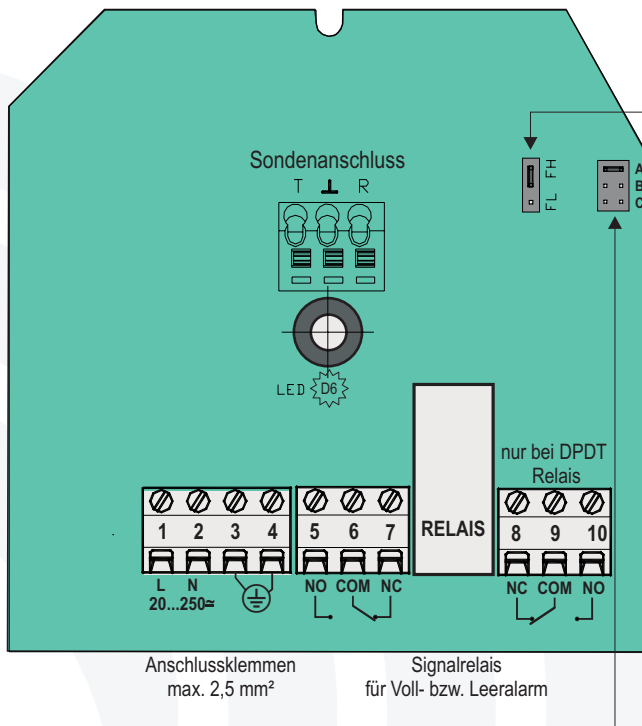 Sondenanschluss
T ⊥ R
FH
FL
A
B
C
LED D6
nur bei DPDT
Relais
1 2 3 4 5 6 7 RELAIS 8 9 10
L N NO COM NC NC COM NO
20...250≂
Anschlussklemmen
max. 2,5 mm²
Signalrelais
für Voll- bzw. Leeralarm